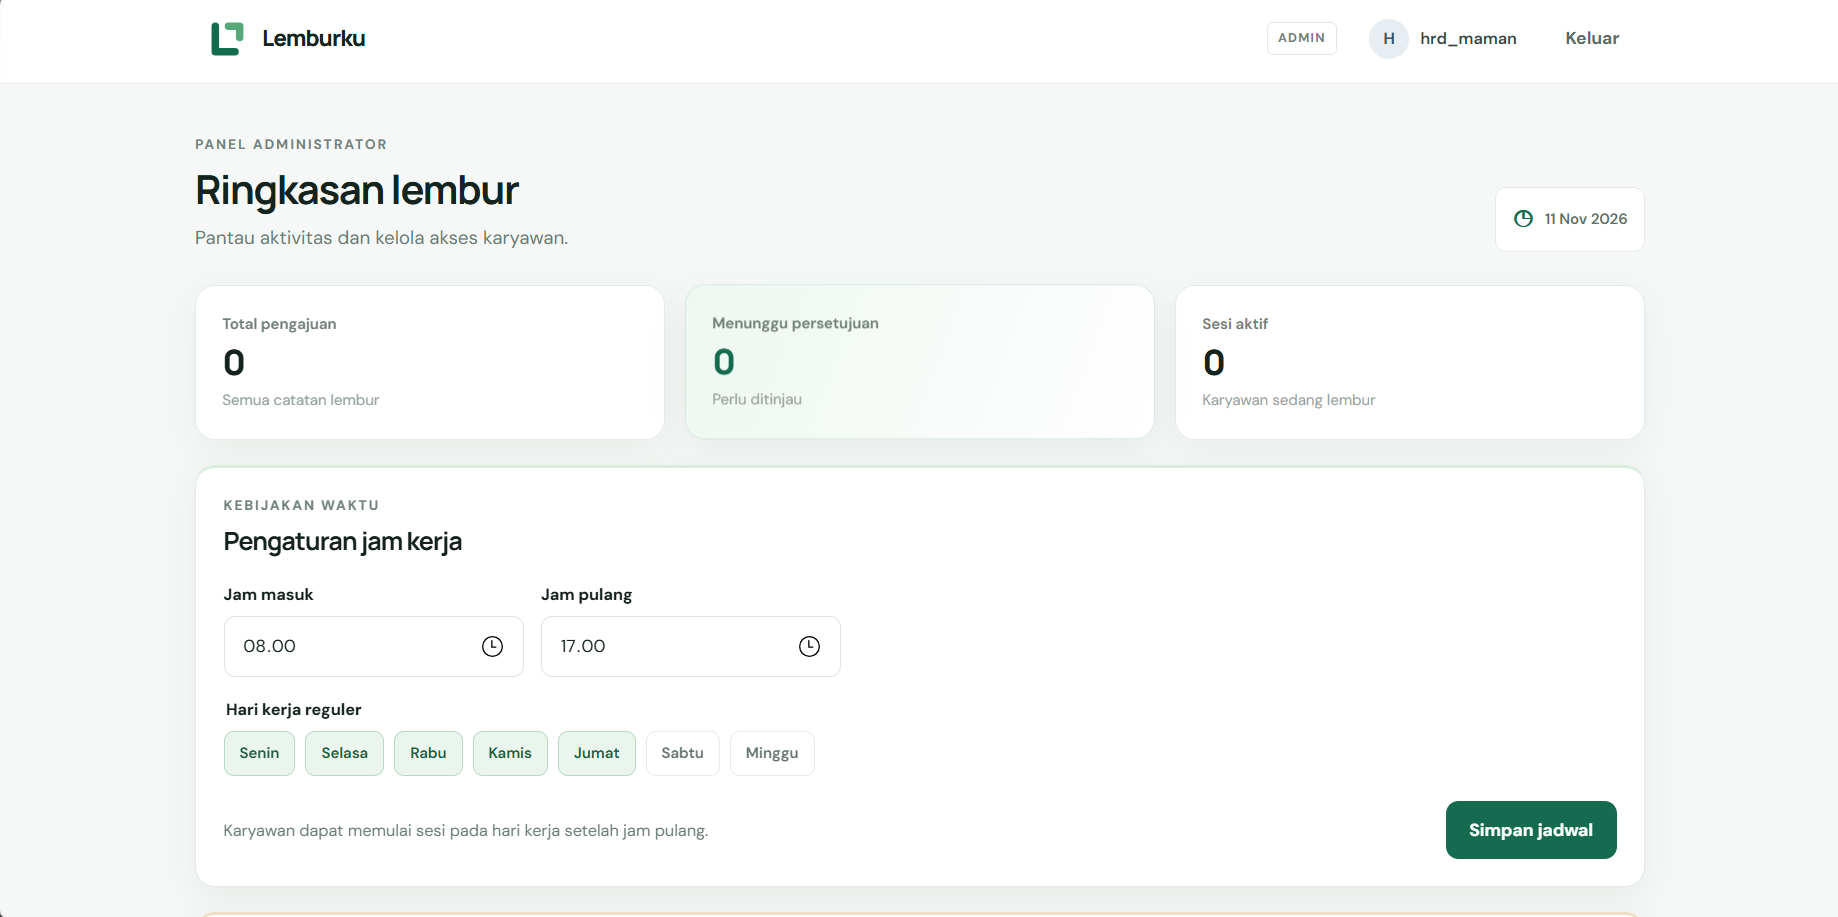 Lemburku
ADMIN
H
hrd_maman
Keluar
PANEL ADMINISTRATOR
Ringkasan lembur
Pantau aktivitas dan kelola akses karyawan.
11 Nov 2026
Total pengajuan
0
Semua catatan lembur
Menunggu persetujuan
0
Perlu ditinjau
Sesi aktif
0
Karyawan sedang lembur
KEBIJAKAN WAKTU
Pengaturan jam kerja
Jam masuk
08.00
Jam pulang
17.00
Hari kerja reguler
Senin
Selasa
Rabu
Kamis
Jumat
Sabtu
Minggu
Karyawan dapat memulai sesi pada hari kerja setelah jam pulang.
Simpan jadwal